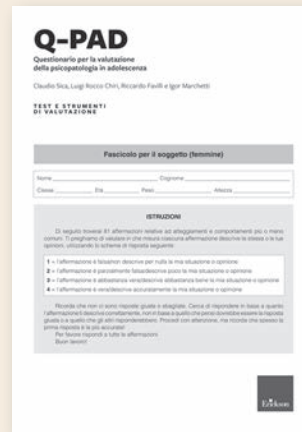 Q-PAD
Questionario per la valutazione
della psicopatologia in adolescenza
Claudio Sica, Luigi Rocco Chiri, Riccardo Favilli e Igor Marchetti
TEST E STRUMENTI
DI VALUTAZIONE
Fascicolo per il soggetto (femmine)
Nome Cognome
Classe Età Peso Altezza
ISTRUZIONI
Di seguito troverai 81 affermazioni relative ad atteggiamenti e comportamenti più o meno
comuni. Ti preghiamo di valutare in che misura ciascuna affermazione descrive te stessa o le tue
opinioni, utilizzando lo schema di risposta seguente:
1 = l'affermazione è falsa/non descrive per nulla la mia situazione o opinione
2 = l'affermazione è parzialmente falsa/descrive poco la mia situazione o opinione
3 = l'affermazione è abbastanza vera/descrive abbastanza bene la mia situazione o opinione
4 = l'affermazione è vera/descrive accuratamente la mia situazione o opinione
Ricorda che non ci sono risposte giuste o sbagliate. Cerca di rispondere in base a quanto
l'affermazione ti descrive correttamente, non in base a quella che pensi dovrebbe essere la risposta
giusta o a quello che gli altri risponderebbero. Procedi con attenzione, ma ricorda che spesso la
prima risposta è la più accurata!
Per favore rispondi a tutte le affermazioni.
Buon lavoro!
Erickson